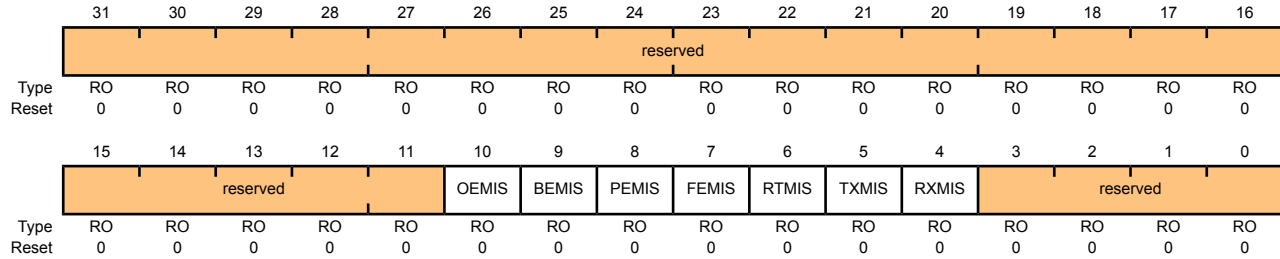 31 30 29 28 27 26 25 24 23 22 21 20 19 18 17 16
reserved
Type RO RO RO RO RO RO RO RO RO RO RO RO RO RO RO RO
Reset 0 0 0 0 0 0 0 0 0 0 0 0 0 0 0 0
15 14 13 12 11 10 9 8 7 6 5 4 3 2 1 0
reserved OEMIS BEMIS PEMIS FEMIS RTMIS TXMIS RXMIS reserved
Type RO RO RO RO RO RO RO RO RO RO RO RO RO RO RO RO
Reset 0 0 0 0 0 0 0 0 0 0 0 0 0 0 0 0